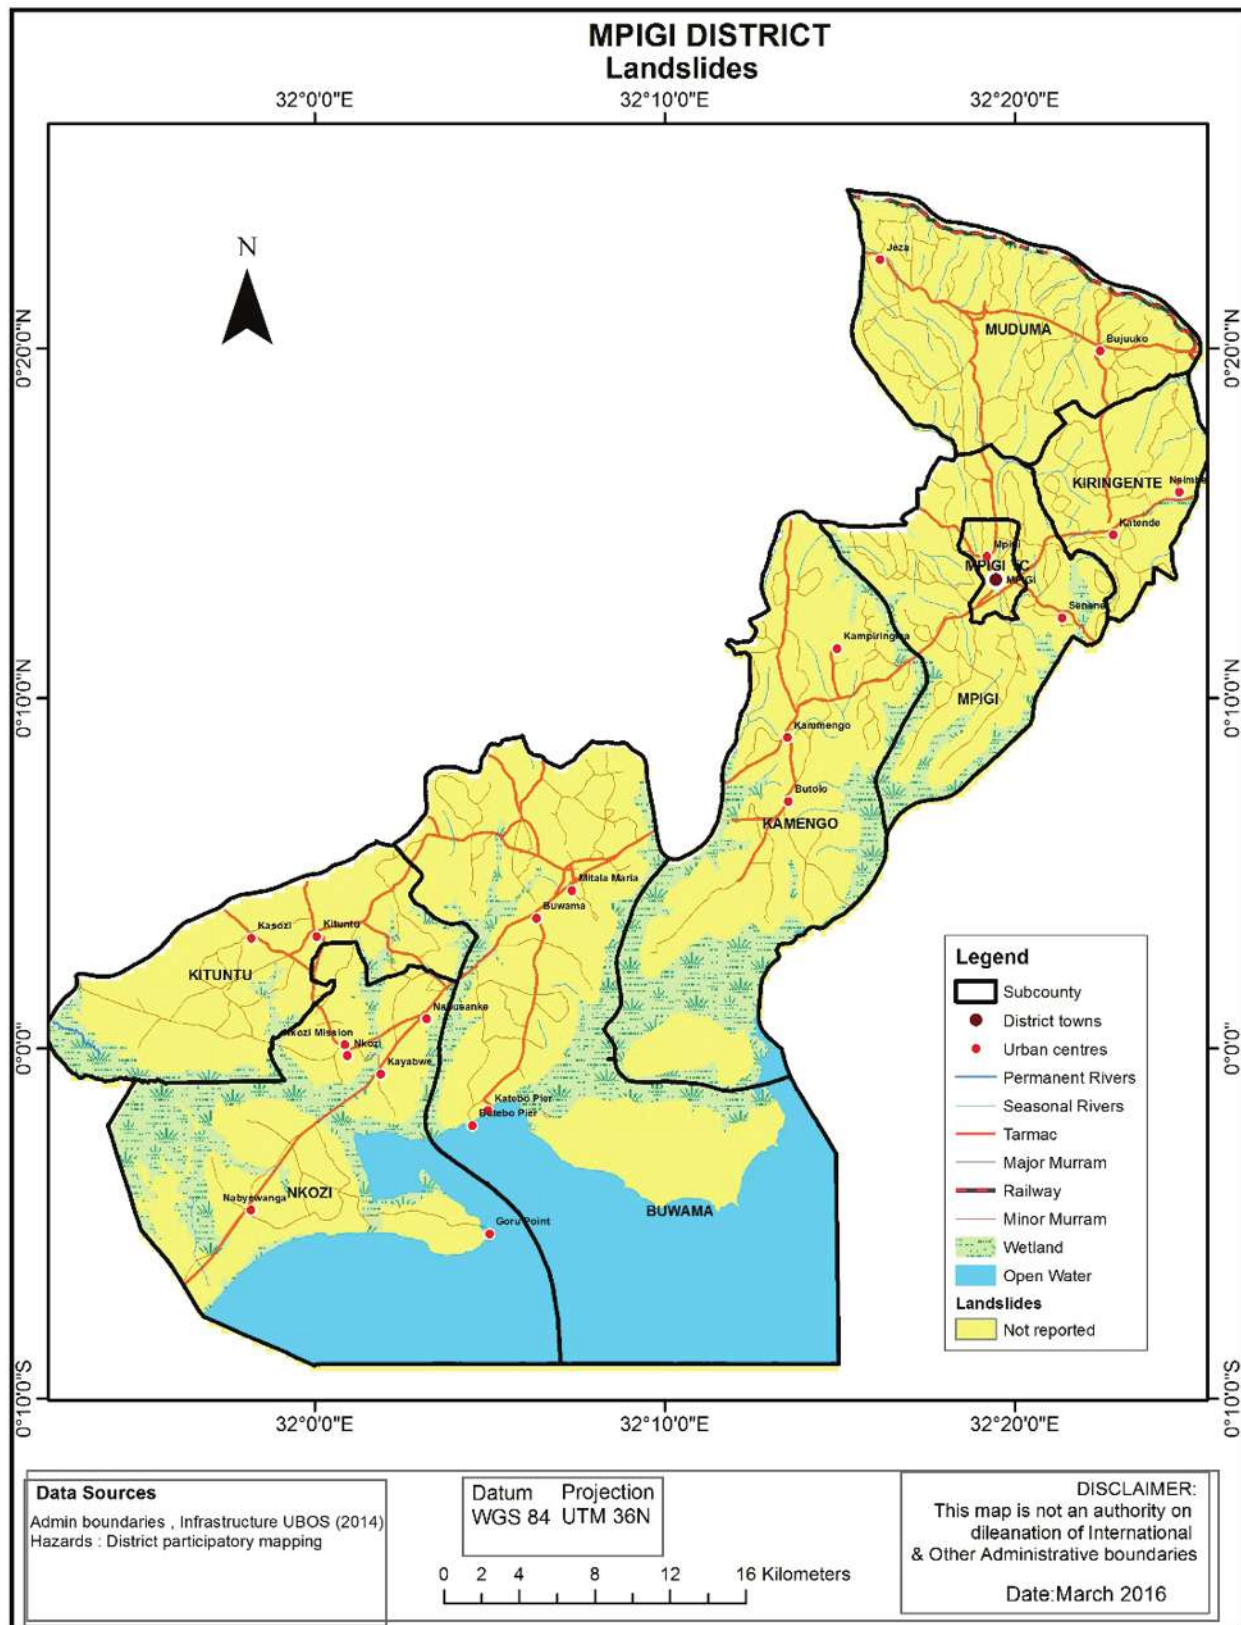 MPIGI DISTRICT
Landslides
32°0'0"E
32°10'0"E
32°20'0"E
N
0°20'0"N
0°20'0"N
0°10'0"N
0°10'0"N
0°0'0"
0°0'0"
0°10'0"S
0°10'0"S
Jeza
MUDUMA
Bujuuko
KIRINGENTE
Katende
Mpigi
MPIGI TC
MPIGI
Senene
Kampiringisa
MPIGI
Kammengo
Butolo
KAMENGO
Mitala Maria
Buwama
Kasozi
Kituntu
KITUNTU
Nabusanke
Nkozi Mission
Nkozi
Kayabwe
Katebo Pier
Butebo Pier
Nabyewanga
NKOZI
BUWAMA
Goru Point
Legend
Subcounty
District towns
Urban centres
Permanent Rivers
Seasonal Rivers
Tarmac
Major Murram
Railway
Minor Murram
Wetland
Open Water
Landslides
Not reported
32°0'0"E
32°10'0"E
32°20'0"E
Data Sources
Admin boundaries , Infrastructure UBOS (2014)
Hazards : District participatory mapping
Datum Projection
WGS 84 UTM 36N
0 2 4 8 12 16 Kilometers
DISCLAIMER:
This map is not an authority on
dileanation of International
& Other Administrative boundaries
Date:March 2016